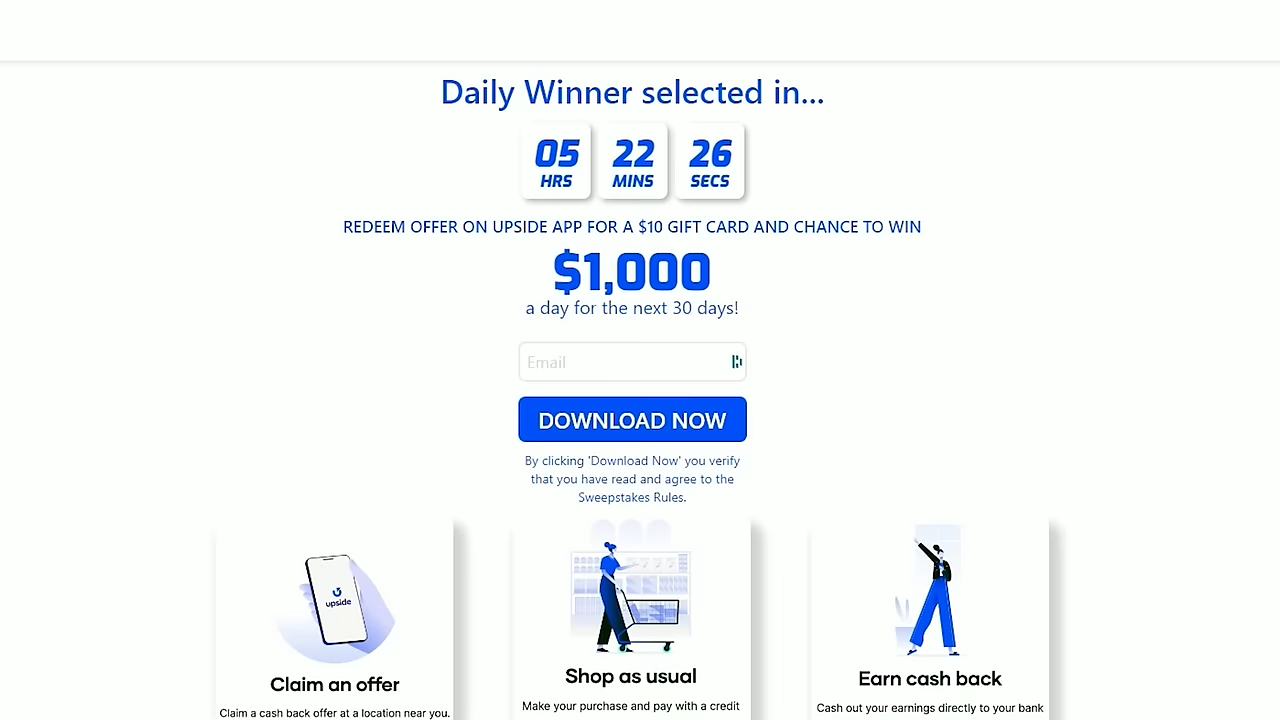 Daily Winner selected in...
05 22 26
HRS MINS SECS
REDEEM OFFER ON UPSIDE APP FOR A $10 GIFT CARD AND CHANCE TO WIN
$1,000
a day for the next 30 days!
Email
DOWNLOAD NOW
By clicking 'Download Now' you verify
that you have read and agree to the
Sweepstakes Rules.
upside
Claim an offer
Claim a cash back offer at a location near you.
Shop as usual
Make your purchase and pay with a credit
Earn cash back
Cash out your earnings directly to your bank